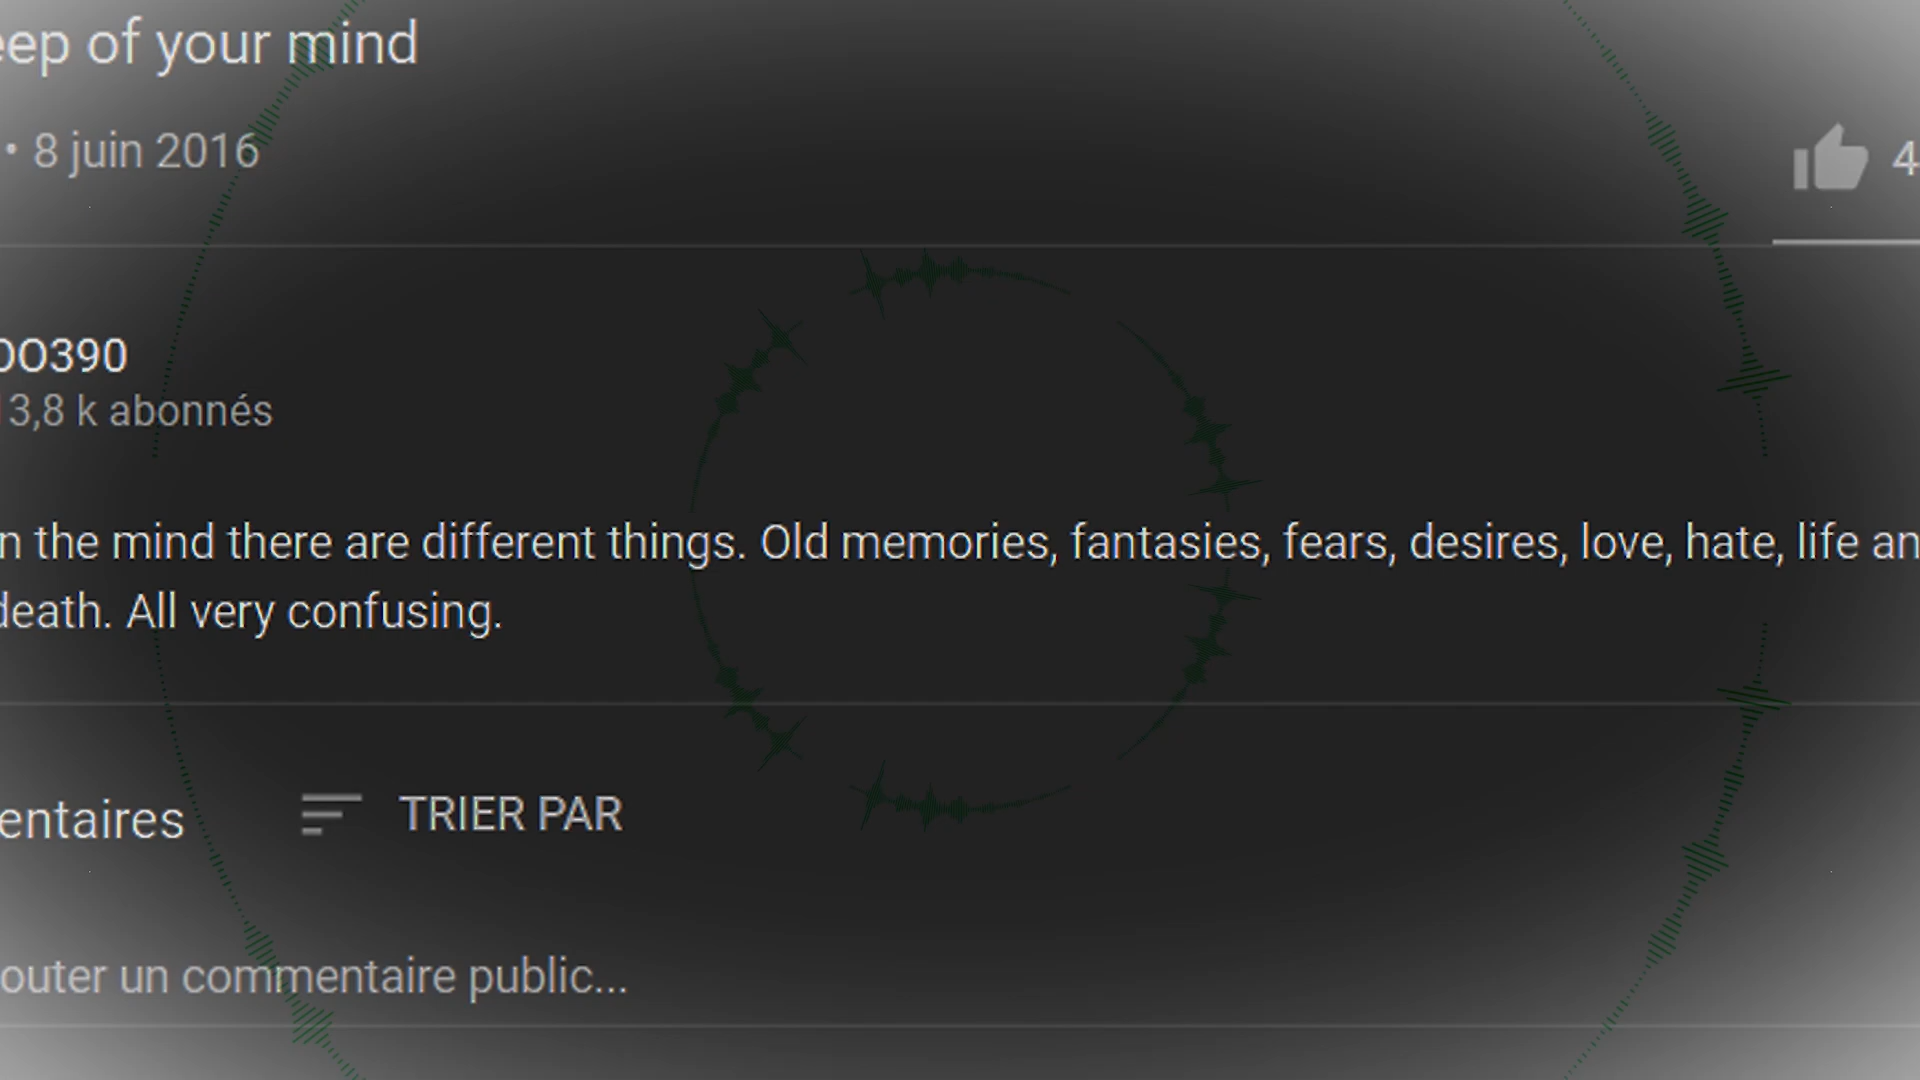 eep of your mind
• 8 juin 2016
4
OO390
3,8 k abonnés
n the mind there are different things. Old memories, fantasies, fears, desires, love, hate, life an
death. All very confusing.
entaires TRIER PAR
outer un commentaire public...